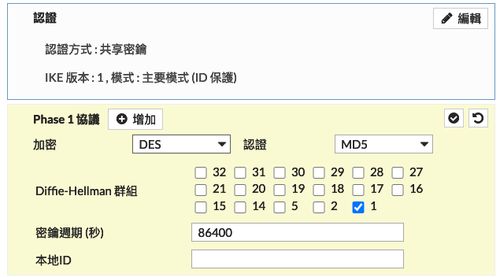 認證
編輯
認證方式 : 共享密鑰
IKE 版本 : 1 , 模式 : 主要模式 (ID 保護)
Phase 1 協議 增加
加密 DES 認證 MD5
32 31 30 29 28 27
Diffie-Hellman 群組 21 20 19 18 17 16
15 14 5 2 1
密鑰週期 (秒) 86400
本地ID